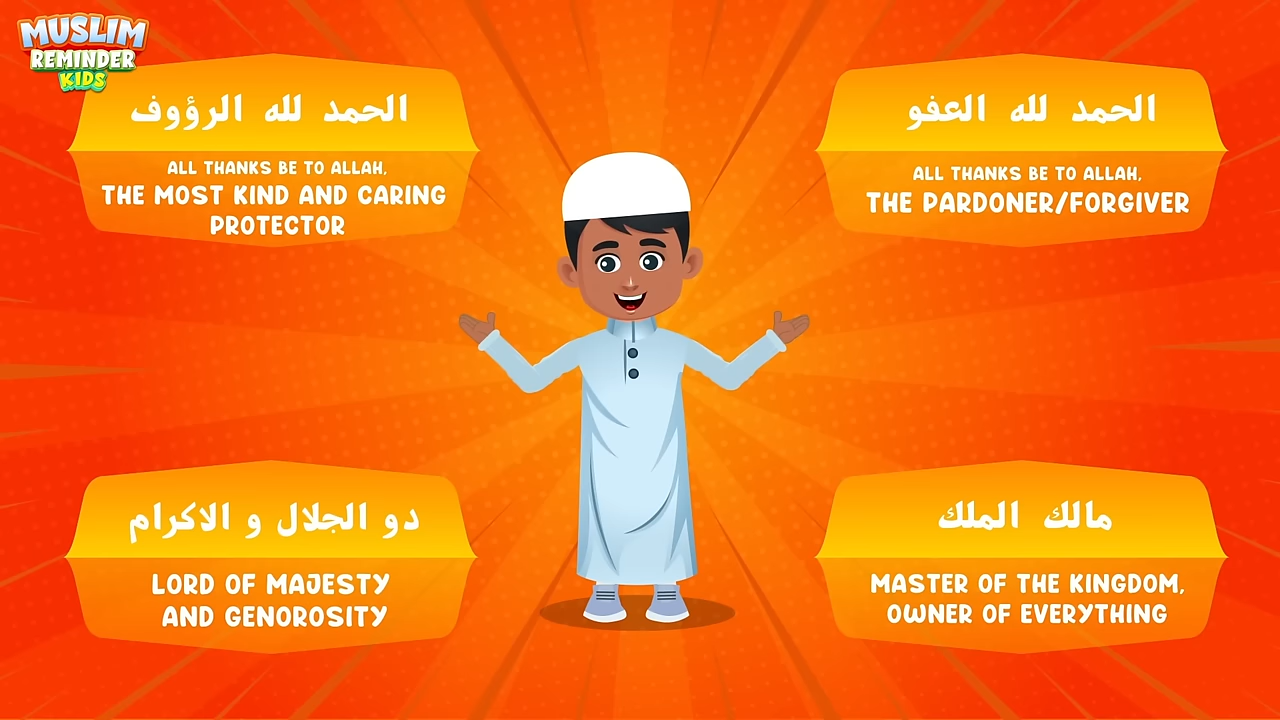 MUSLIM
REMINDER
KIDS
الحمد لله الرؤوف
ALL THANKS BE TO ALLAH,
THE MOST KIND AND CARING
PROTECTOR
الحمد لله العفو
ALL THANKS BE TO ALLAH,
THE PARDONER/FORGIVER
دو الجلال و الاكرام
LORD OF MAJESTY
AND GENOROSITY
مالك الملك
MASTER OF THE KINGDOM,
OWNER OF EVERYTHING